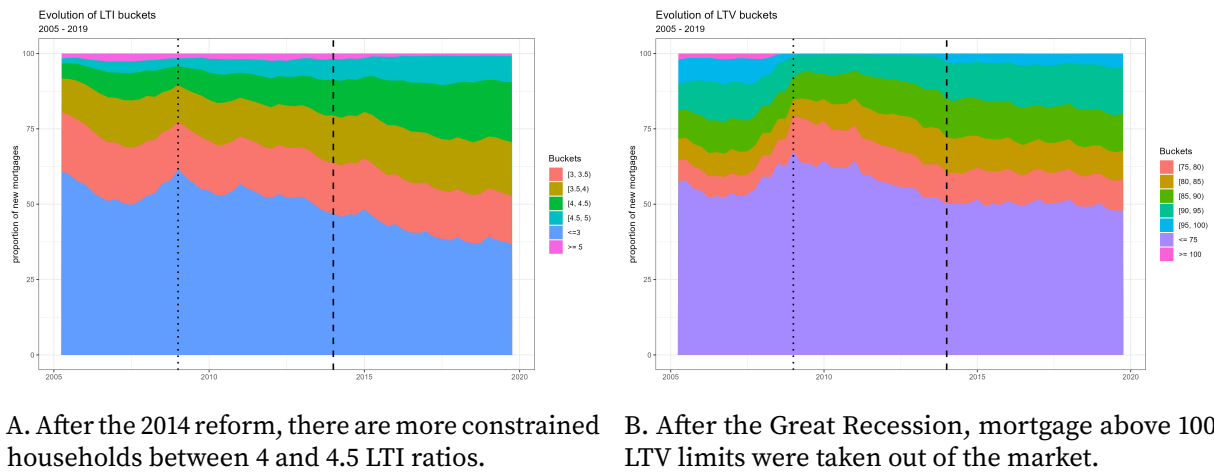 Evolution of LTI buckets
2005 - 2019
100
75
50
25
0
proportion of new mortgages
2005
2010
2015
2020
Buckets
[3, 3.5)
[3.5,4)
[4, 4.5)
[4.5, 5)
<=3
>= 5
A. After the 2014 reform, there are more constrained
households between 4 and 4.5 LTI ratios.
Evolution of LTV buckets
2005 - 2019
100
75
50
25
0
proportion of new mortgages
2005
2010
2015
2020
Buckets
[75, 80)
[80, 85)
[85, 90)
[90, 95)
[95, 100)
<= 75
>= 100
B. After the Great Recession, mortgage above 100
LTV limits were taken out of the market.